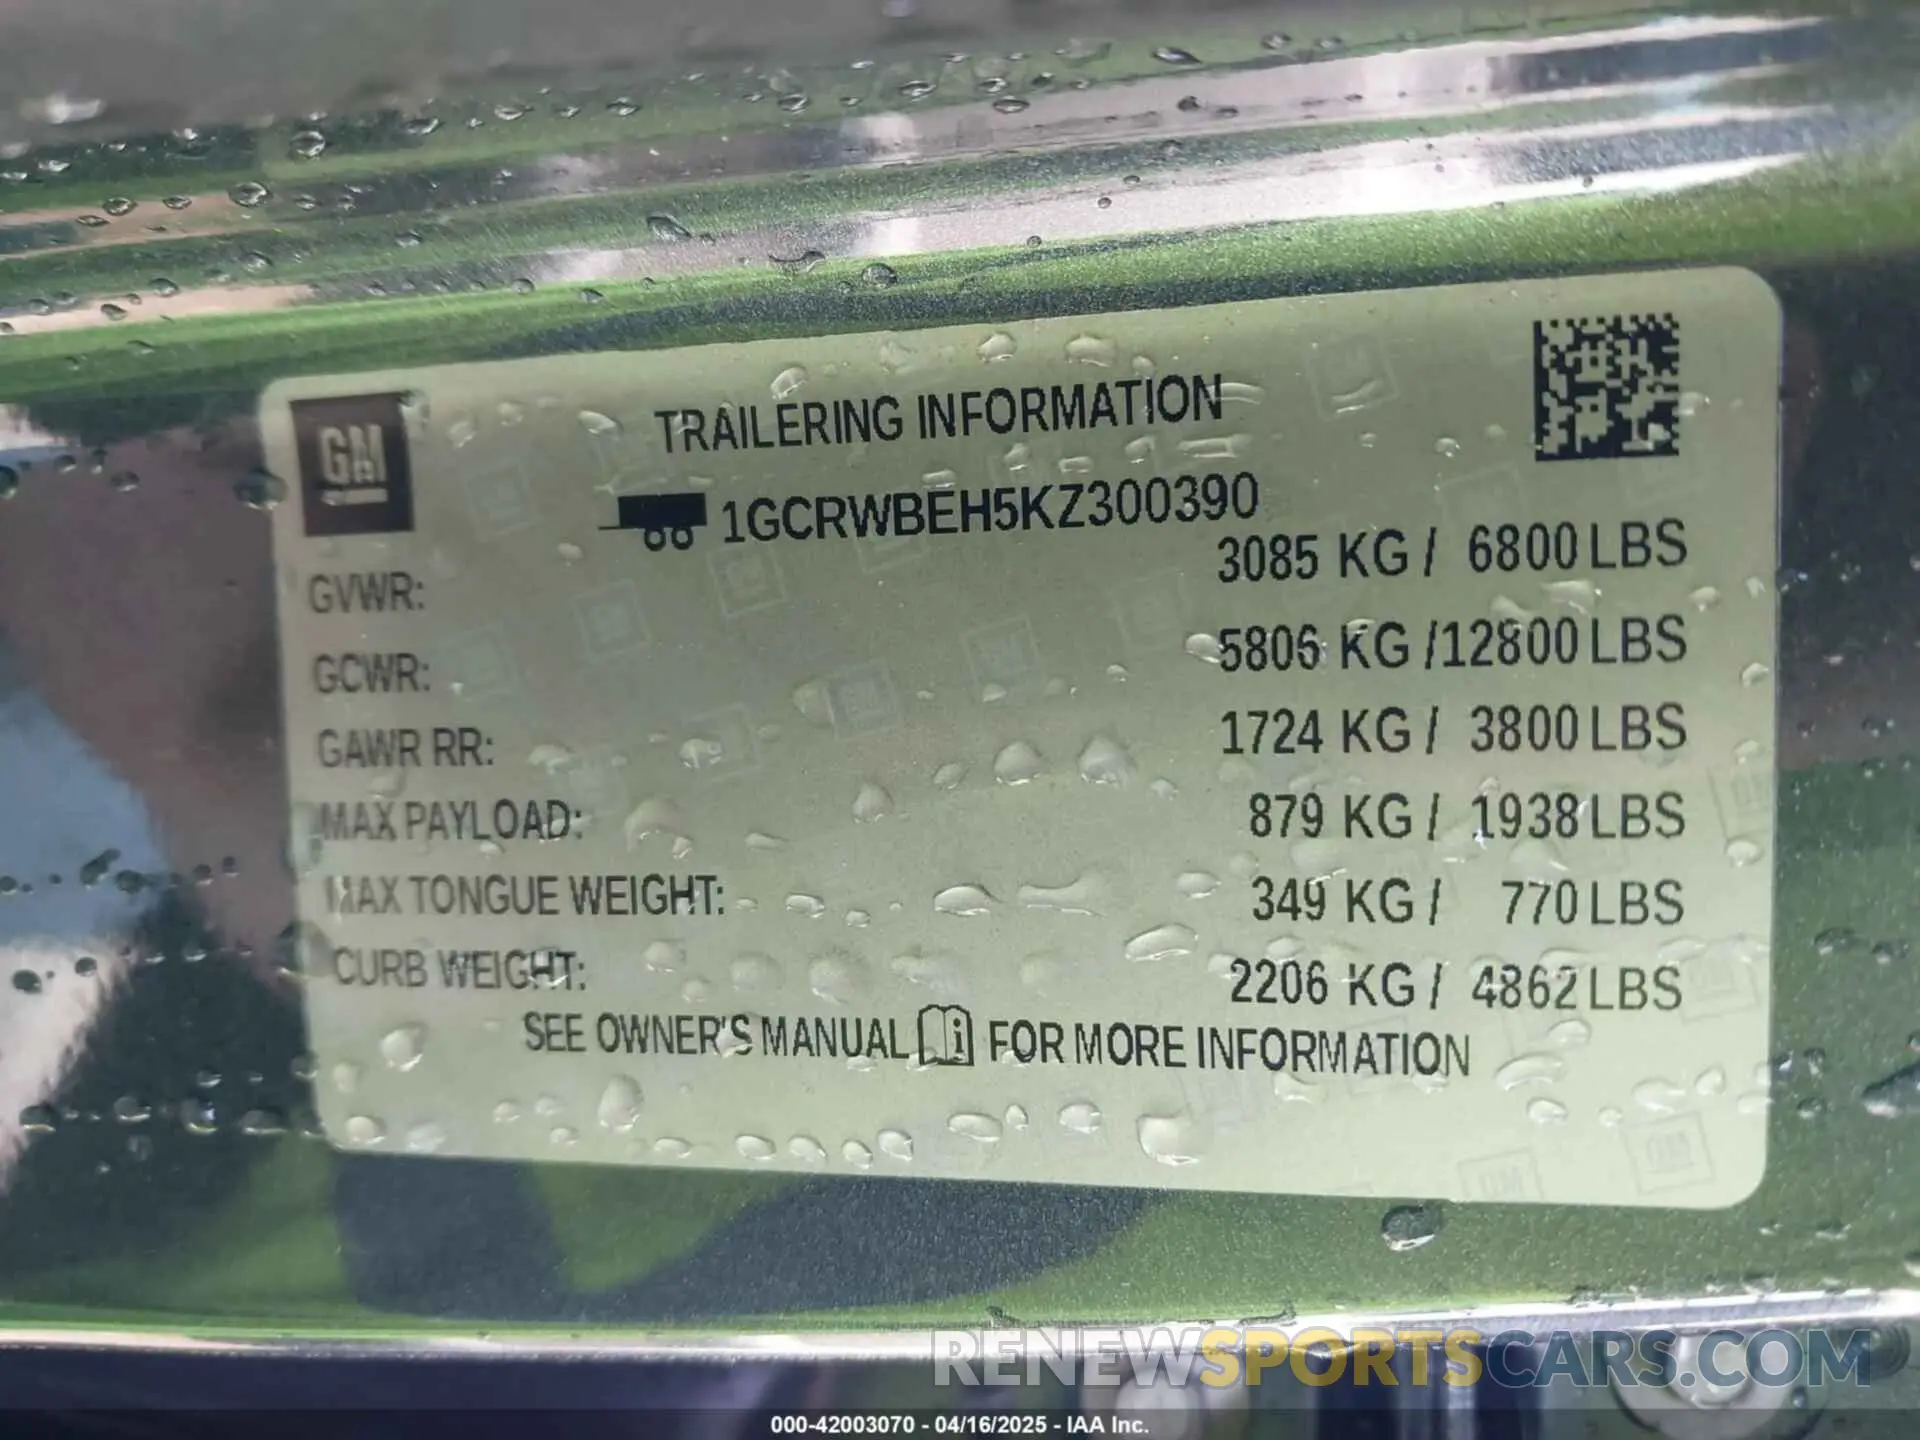 GM
TRAILERING INFORMATION
1GCRWBEH5KZ300390
GVWR: 3085 KG / 6800 LBS
GCWR: 5806 KG /12800 LBS
GAWR RR: 1724 KG / 3800 LBS
MAX PAYLOAD: 879 KG / 1938 LBS
MAX TONGUE WEIGHT: 349 KG / 770 LBS
CURB WEIGHT: 2206 KG / 4862 LBS
SEE OWNER'S MANUAL i FOR MORE INFORMATION
RENEWSPORTSCARS.COM
000-42003070 - 04/16/2025 - IAA Inc.